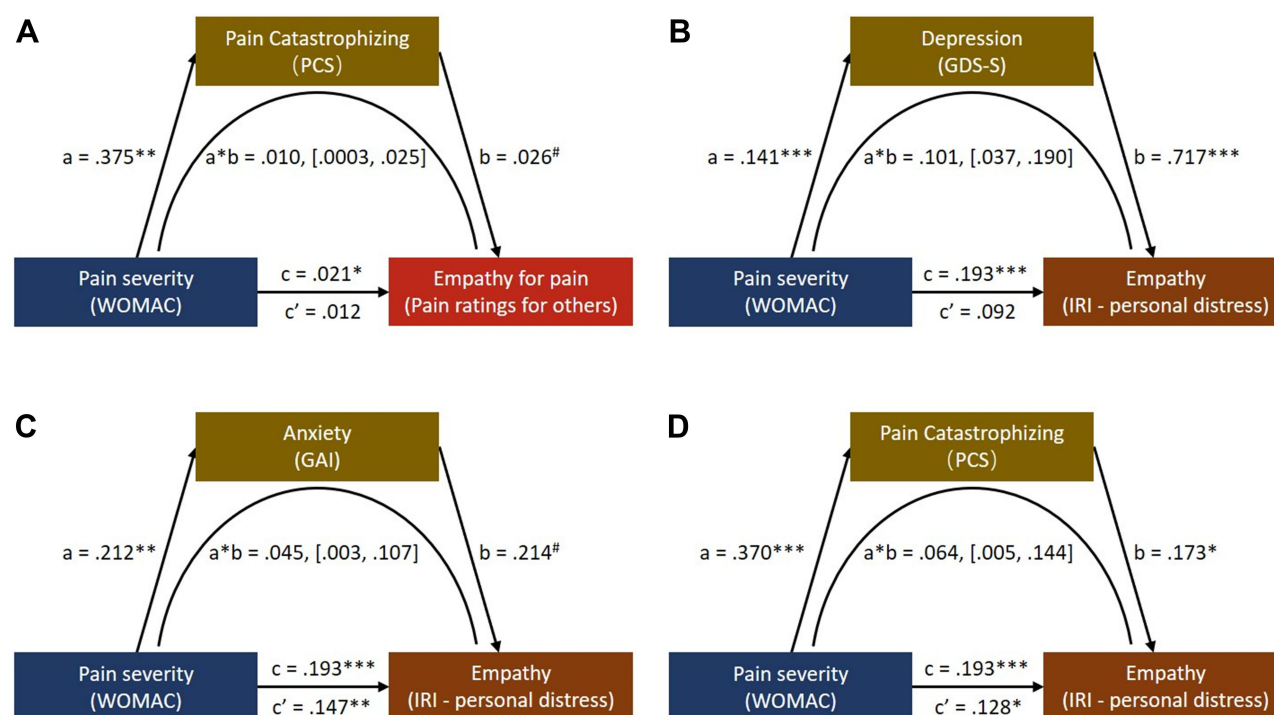 A
Pain Catastrophizing
（PCS）
a = .375**
a*b = .010, [.0003, .025]
b = .026#
Pain severity
(WOMAC)
c = .021*
c’ = .012
Empathy for pain
(Pain ratings for others)
B
Depression
(GDS-S)
a = .141***
a*b = .101, [.037, .190]
b = .717***
Pain severity
(WOMAC)
c = .193***
c’ = .092
Empathy
(IRI - personal distress)
C
Anxiety
(GAI)
a = .212**
a*b = .045, [.003, .107]
b = .214#
Pain severity
(WOMAC)
c = .193***
c’ = .147**
Empathy
(IRI - personal distress)
D
Pain Catastrophizing
（PCS）
a = .370***
a*b = .064, [.005, .144]
b = .173*
Pain severity
(WOMAC)
c = .193***
c’ = .128*
Empathy
(IRI - personal distress)